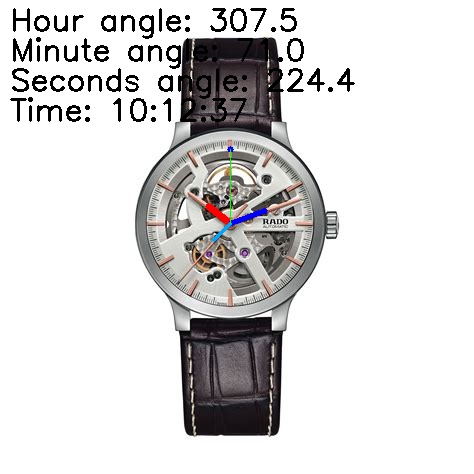 Hour angle: 307.5
Minute angle: 71.0
Seconds angle: 224.4
Time: 10:12:37
RADO
AUTOMATIC